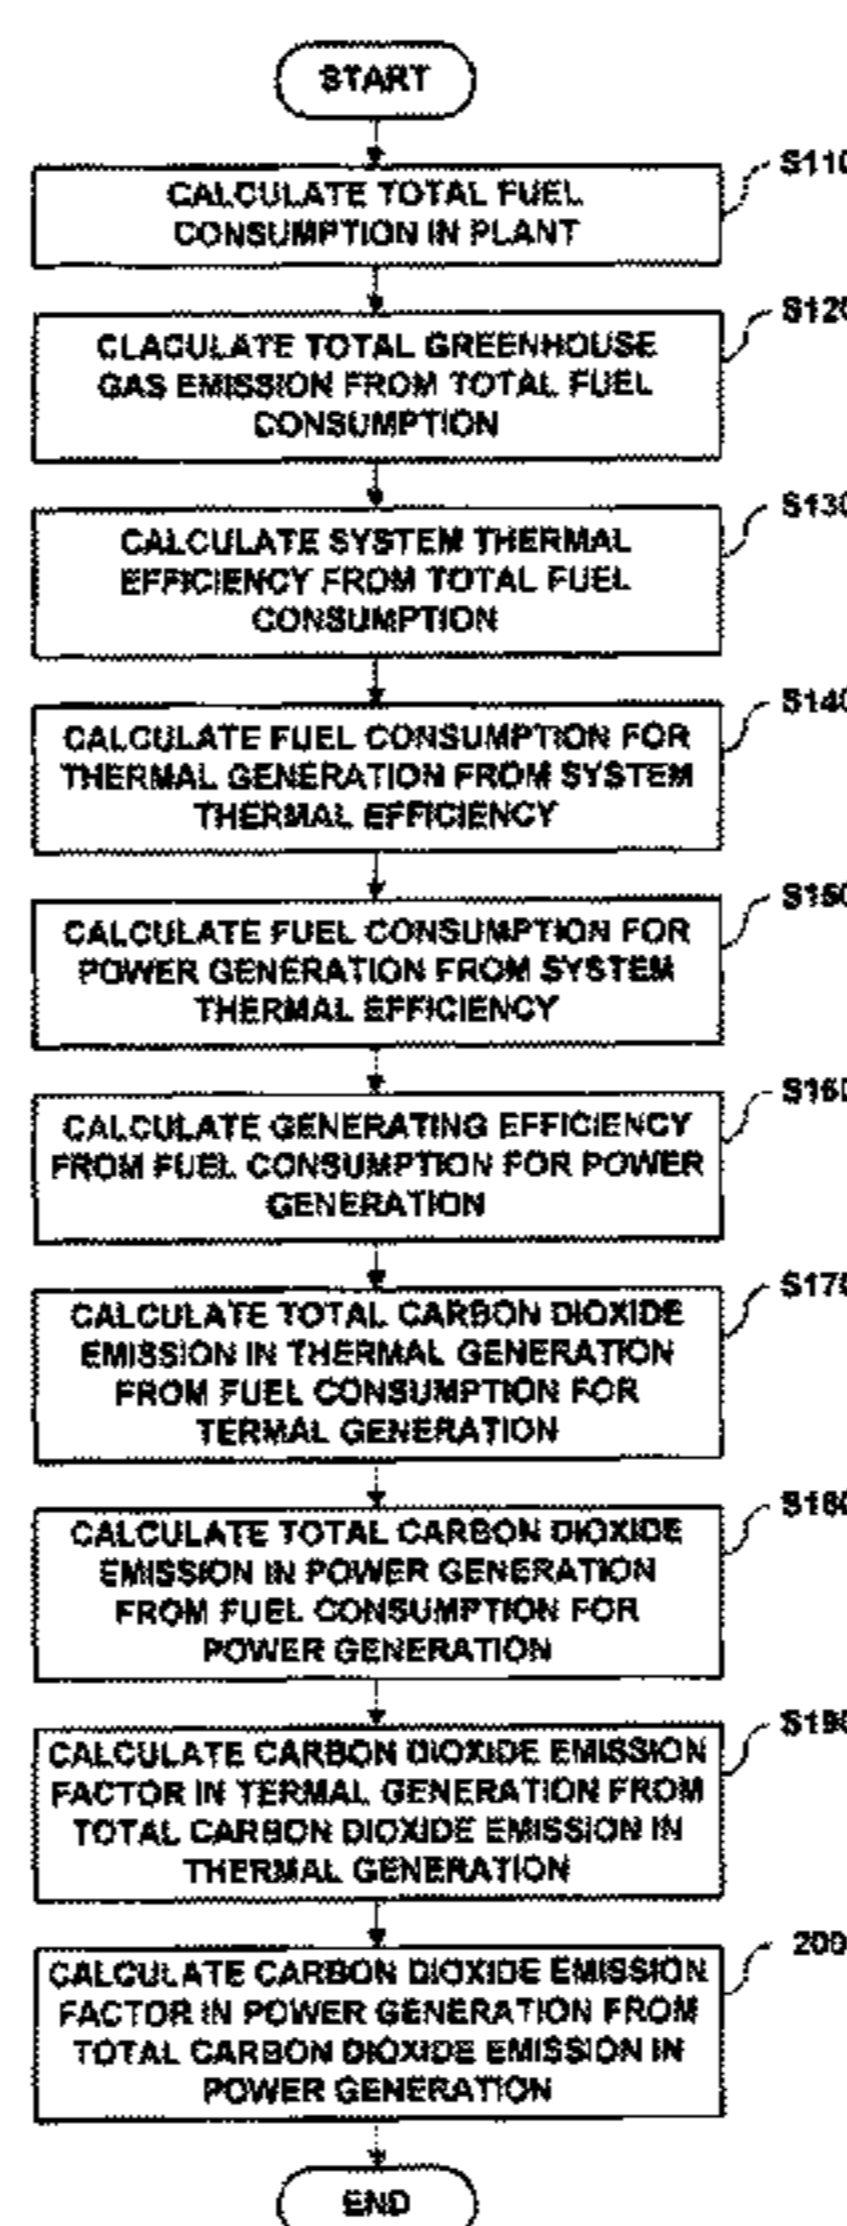 START
S110
CALCULATE TOTAL FUEL
CONSUMPTION IN PLANT
S120
CLACULATE TOTAL GREENHOUSE
GAS EMISSION FROM TOTAL FUEL
CONSUMPTION
S130
CALCULATE SYSTEM THERMAL
EFFICIENCY FROM TOTAL FUEL
CONSUMPTION
S140
CALCULATE FUEL CONSUMPTION FOR
THERMAL GENERATION FROM SYSTEM
THERMAL EFFICIENCY
S150
CALCULATE FUEL CONSUMPTION FOR
POWER GENERATION FROM SYSTEM
THERMAL EFFICIENCY
S160
CALCULATE GENERATING EFFICIENCY
FROM FUEL CONSUMPTION FOR POWER
GENERATION
S170
CALCULATE TOTAL CARBON DIOXIDE
EMISSION IN THERMAL GENERATION
FROM FUEL CONSUMPTION FOR
TERMAL GENERATION
S180
CALCULATE TOTAL CARBON DIOXIDE
EMISSION IN POWER GENERATION
FROM FUEL CONSUMPTION FOR
POWER GENERATION
S190
CALCULATE CARBON DIOXIDE EMISSION
FACTOR IN TERMAL GENERATION FROM
TOTAL CARBON DIOXIDE EMISSION IN
THERMAL GENERATION
200
CALCULATE CARBON DIOXIDE EMISSION
FACTOR IN POWER GENERATION FROM
TOTAL CARBON DIOXIDE EMISSION IN
POWER GENERATION
END